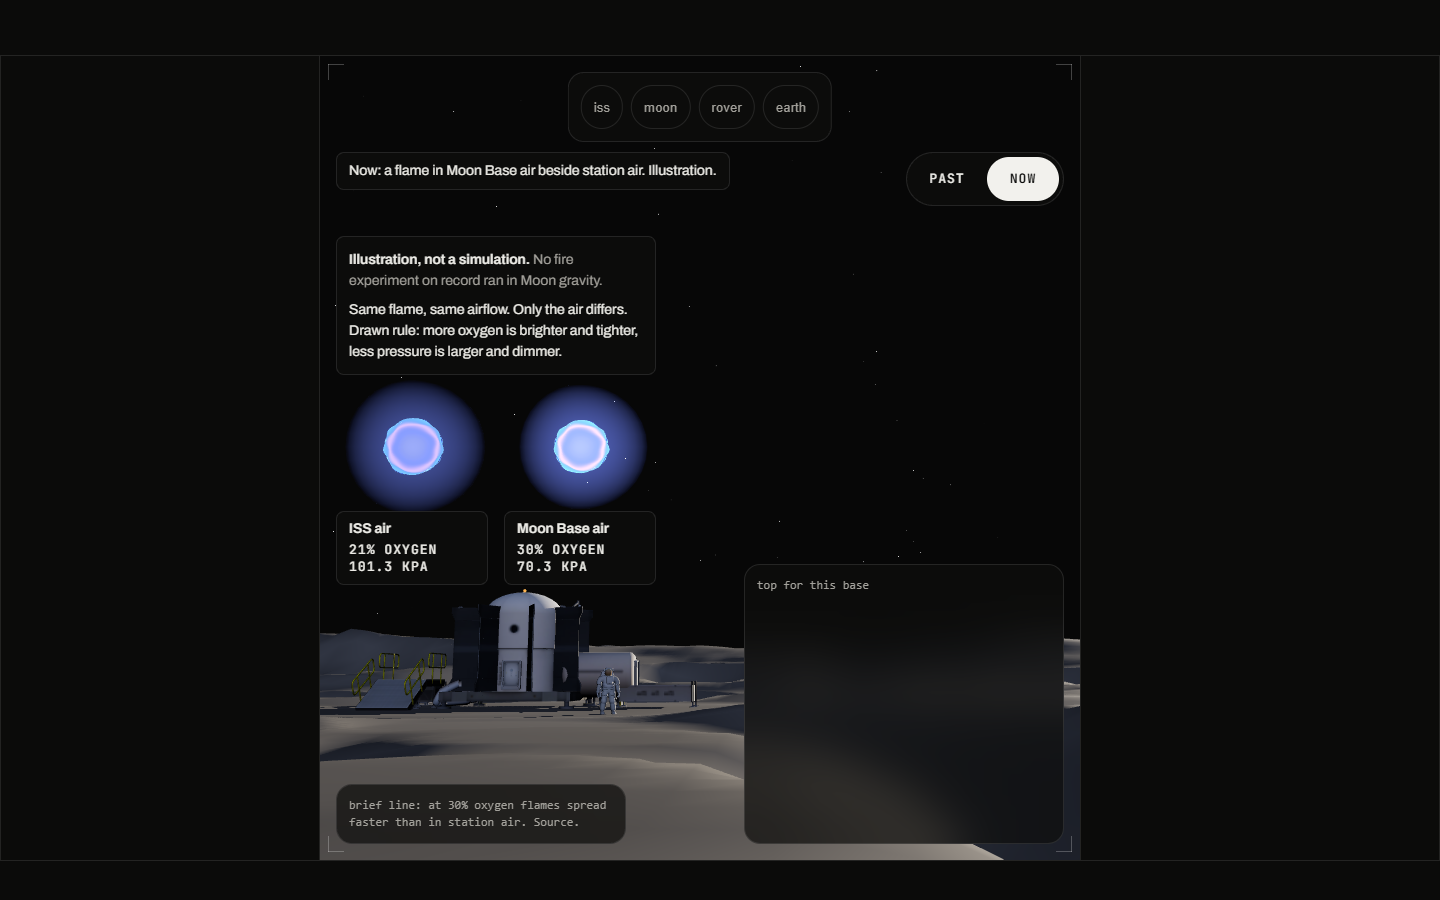 iss moon rover earth
Now: a flame in Moon Base air beside station air. Illustration.
PAST NOW
Illustration, not a simulation. No fire
experiment on record ran in Moon gravity.
Same flame, same airflow. Only the air differs.
Drawn rule: more oxygen is brighter and tighter,
less pressure is larger and dimmer.
ISS air
21% OXYGEN
101.3 KPA
Moon Base air
30% OXYGEN
70.3 KPA
top for this base
brief line: at 30% oxygen flames spread
faster than in station air. Source.